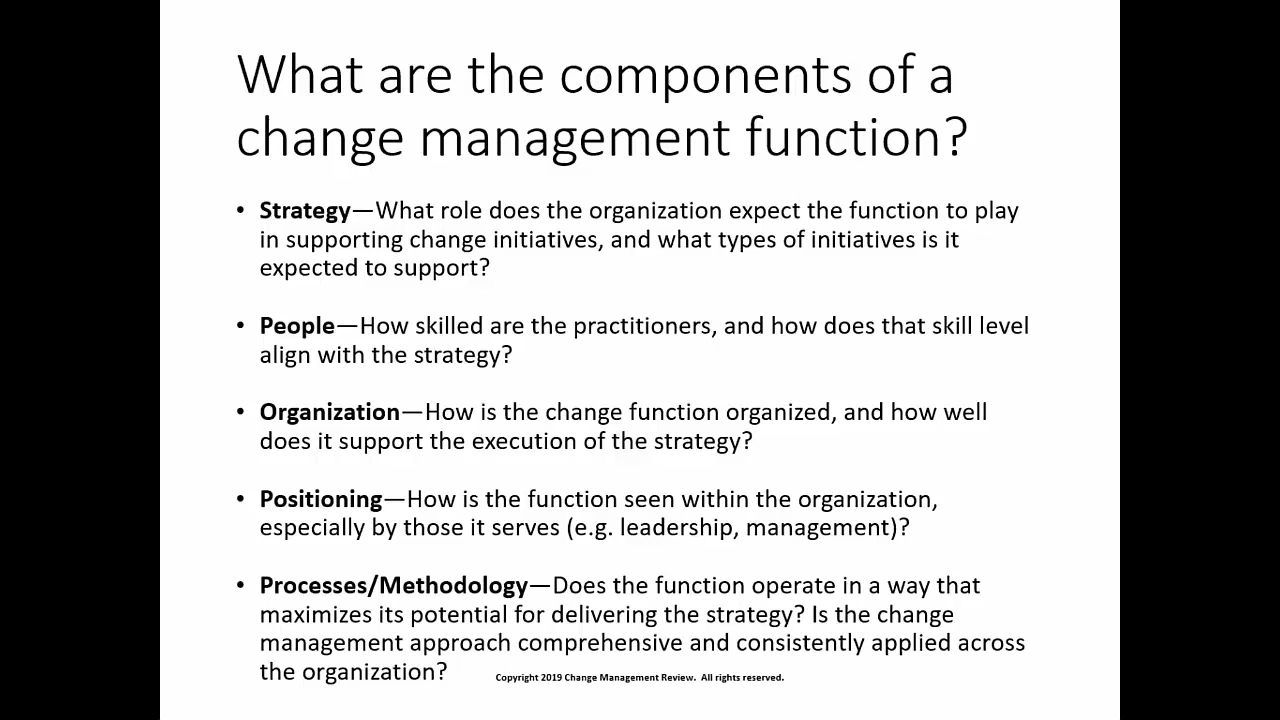 What are the components of a
change management function?
• Strategy—What role does the organization expect the function to play
in supporting change initiatives, and what types of initiatives is it
expected to support?
• People—How skilled are the practitioners, and how does that skill level
align with the strategy?
• Organization—How is the change function organized, and how well
does it support the execution of the strategy?
• Positioning—How is the function seen within the organization,
especially by those it serves (e.g. leadership, management)?
• Processes/Methodology—Does the function operate in a way that
maximizes its potential for delivering the strategy? Is the change
management approach comprehensive and consistently applied across
the organization?
Copyright 2019 Change Management Review. All rights reserved.